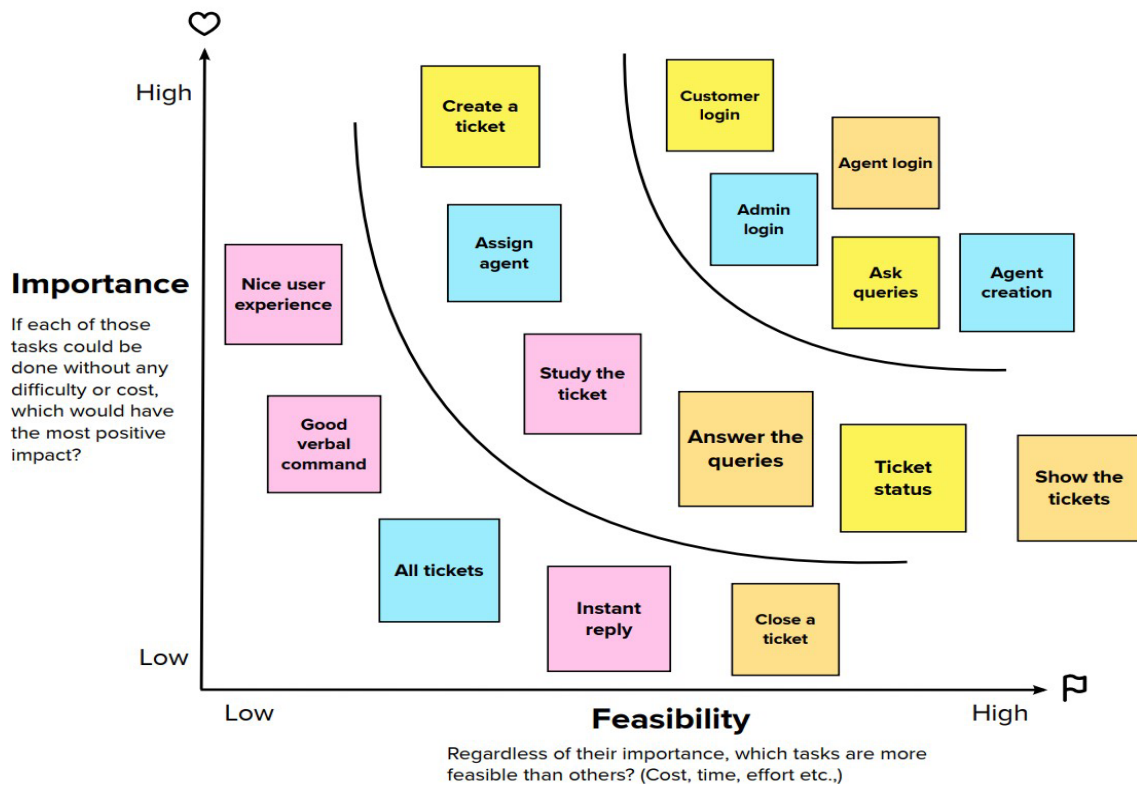 High
Create a
ticket
Customer
login
Agent login
Admin
login
Assign
agent
Ask
queries
Agent
creation
Nice user
experience
Importance
If each of those
tasks could be
done without any
difficulty or cost,
which would have
the most positive
impact?
Study the
ticket
Good
verbal
command
Answer the
queries
Ticket
status
Show the
tickets
All tickets
Instant
reply
Close a
ticket
Low
Low
Feasibility
High
Regardless of their importance, which tasks are more
feasible than others? (Cost, time, effort etc.,)